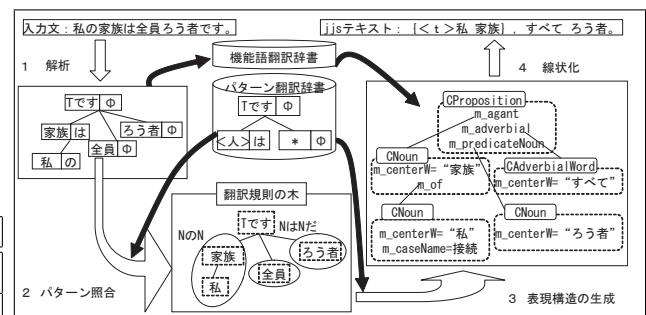 入力文：私の家族は全員ろう者です。
jjsテキスト： {<t>私 家族}, すべて ろう者。
1 解析
機能語翻訳辞書
4 線状化
パターン翻訳辞書
Tです Φ
家族 は
ろう者 Φ
全員 Φ
私 の
Tです Φ
<人> は
* Φ
CProposition
m_agant
m_adverbial
m_predicateNoun
CNoun
m_centerW= “家族”
m_of
CAdverbialWord
m_centerW= “すべて”
CNoun
m_centerW= “私”
m_caseName=接続
CNoun
m_centerW= “ろう者”
翻訳規則の木
NのN
Tです
NはNだ
家族
ろう者
全員
私
2 パターン照合
3 表現構造の生成